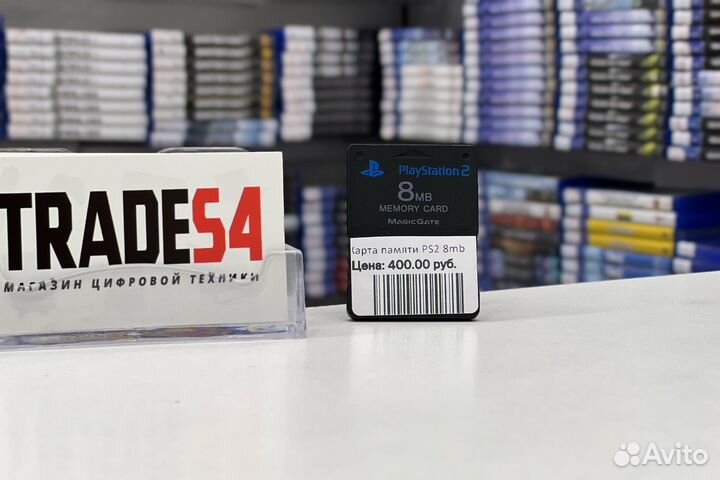 TRADES4
МАГАЗИН ЦИФРОВОЙ ТЕХНИКИ
PlayStation 2
8MB
MEMORY CARD
MAGICGATE
Карта памяти PS2 8mb
Цена: 400.00 руб.
Avito